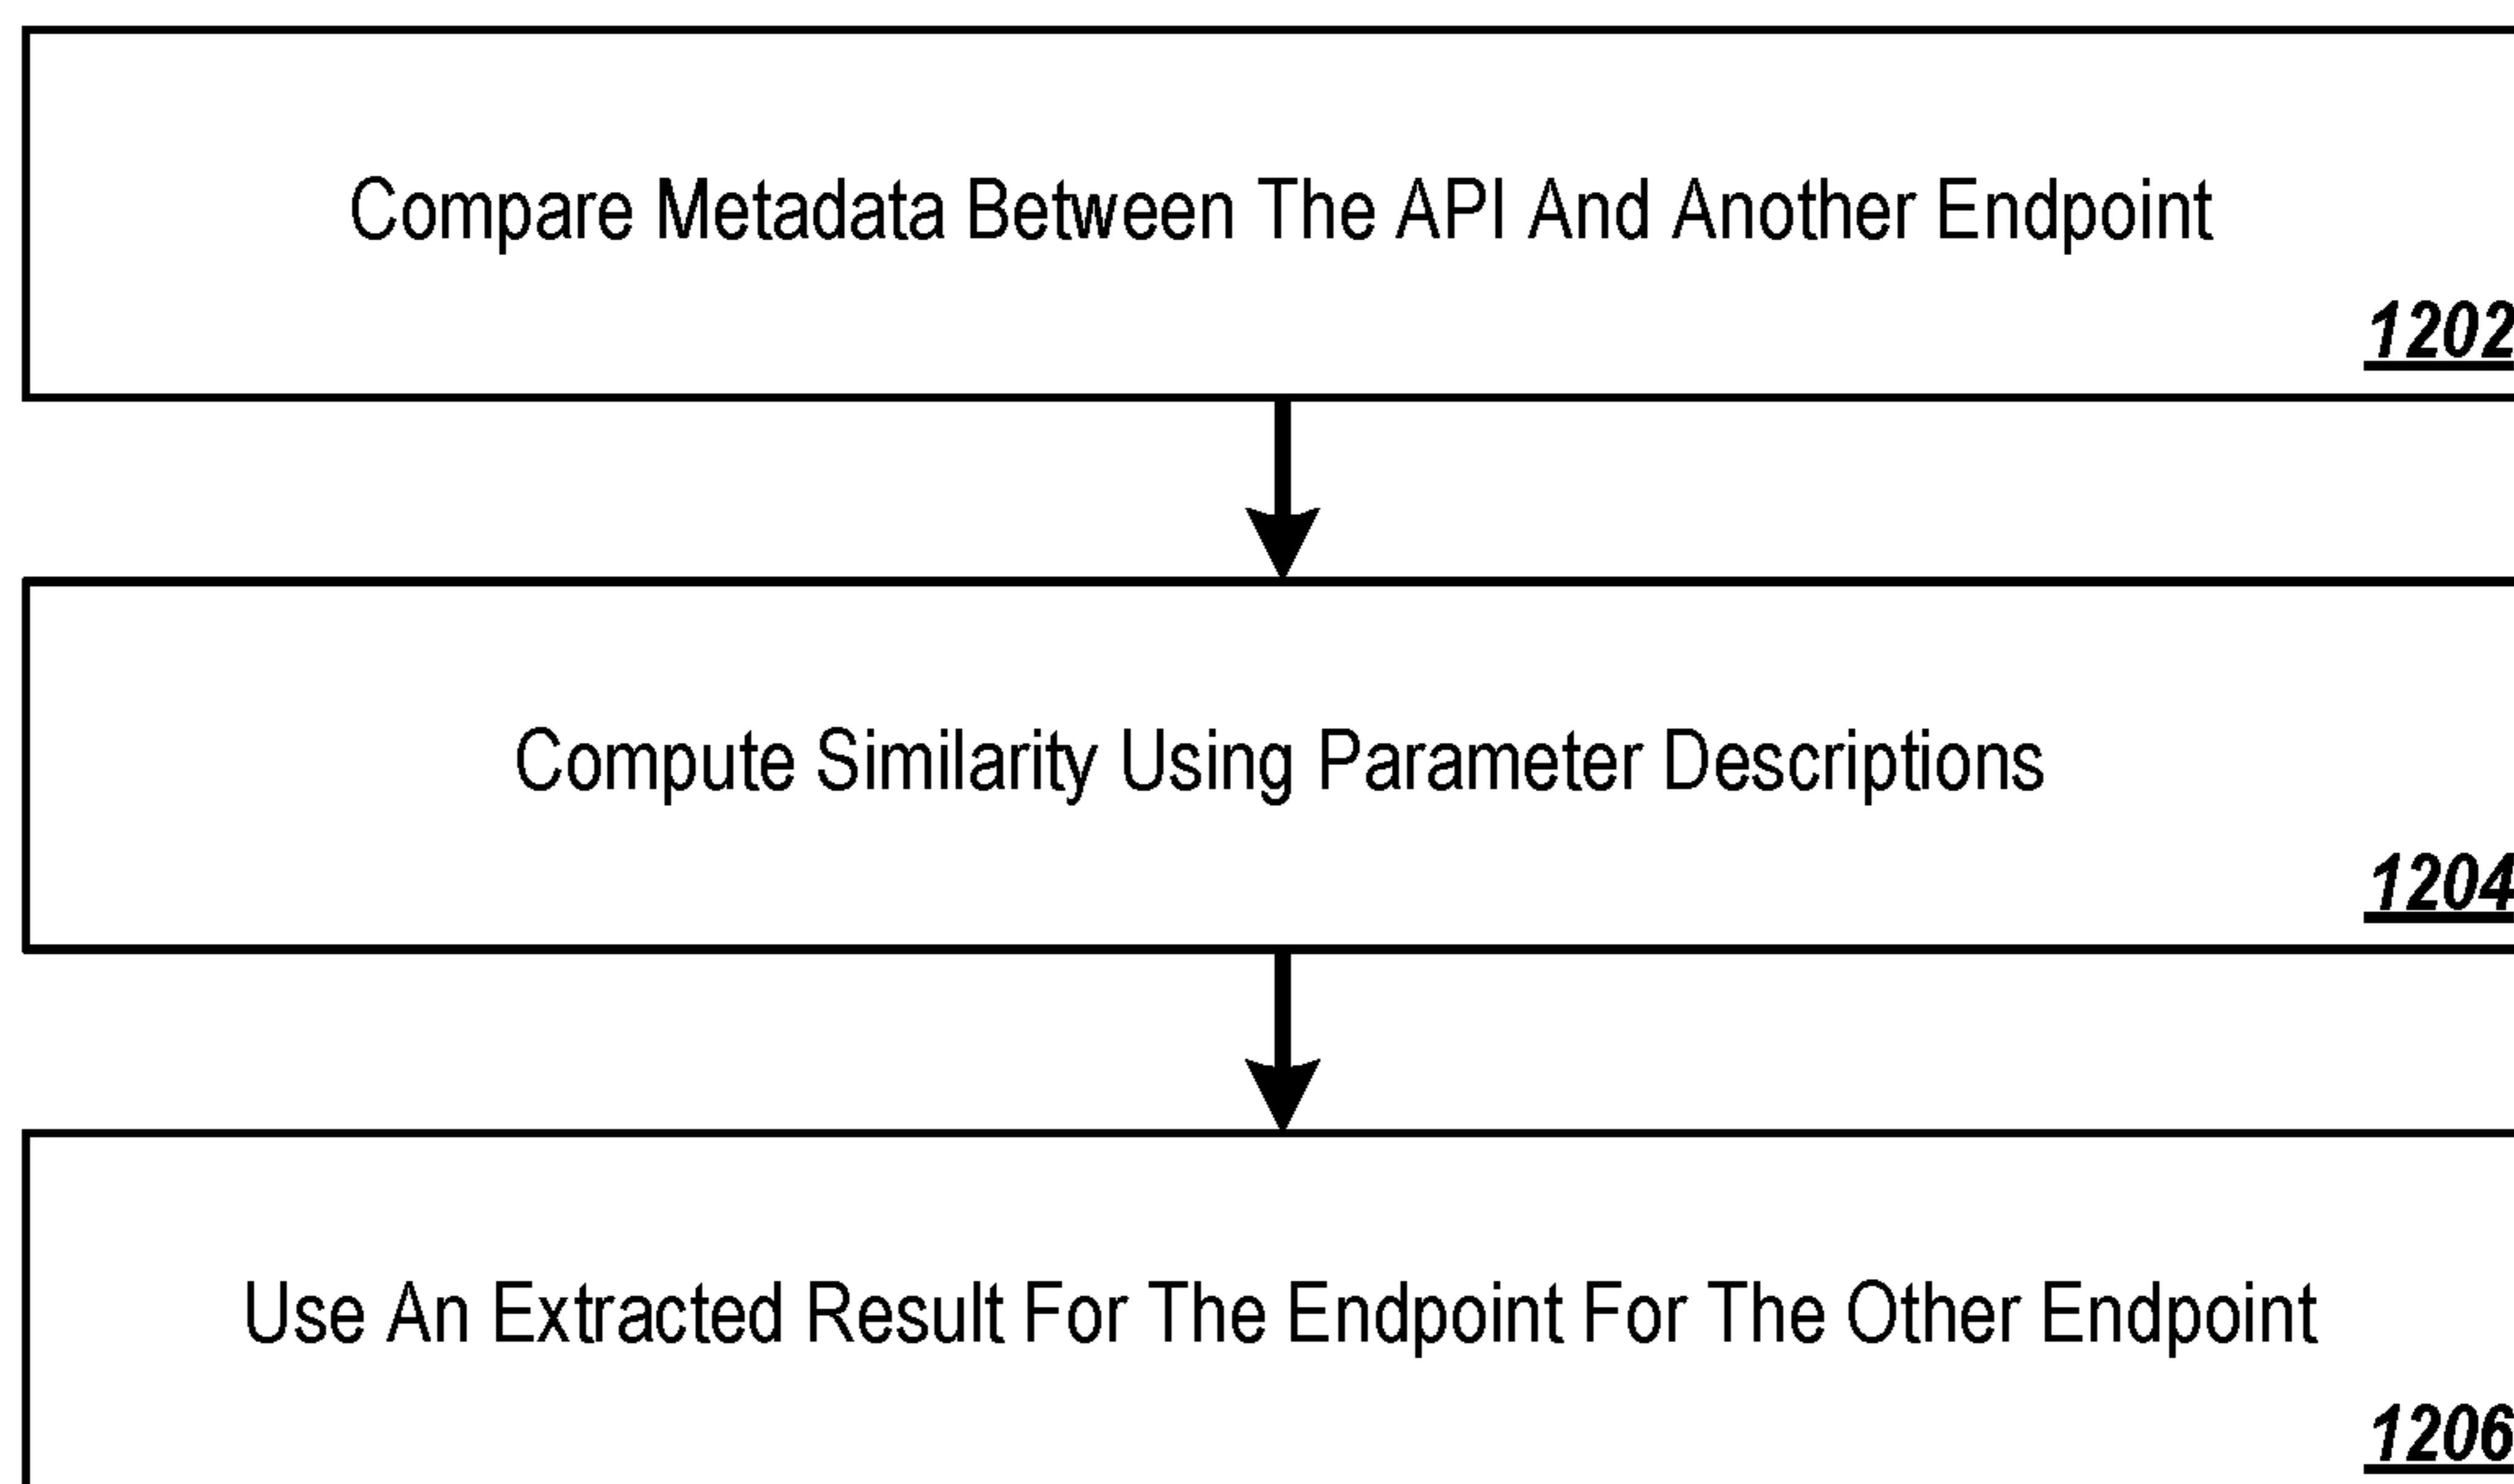 Compare Metadata Between The API And Another Endpoint
1202
Compute Similarity Using Parameter Descriptions
1204
Use An Extracted Result For The Endpoint For The Other Endpoint
1206